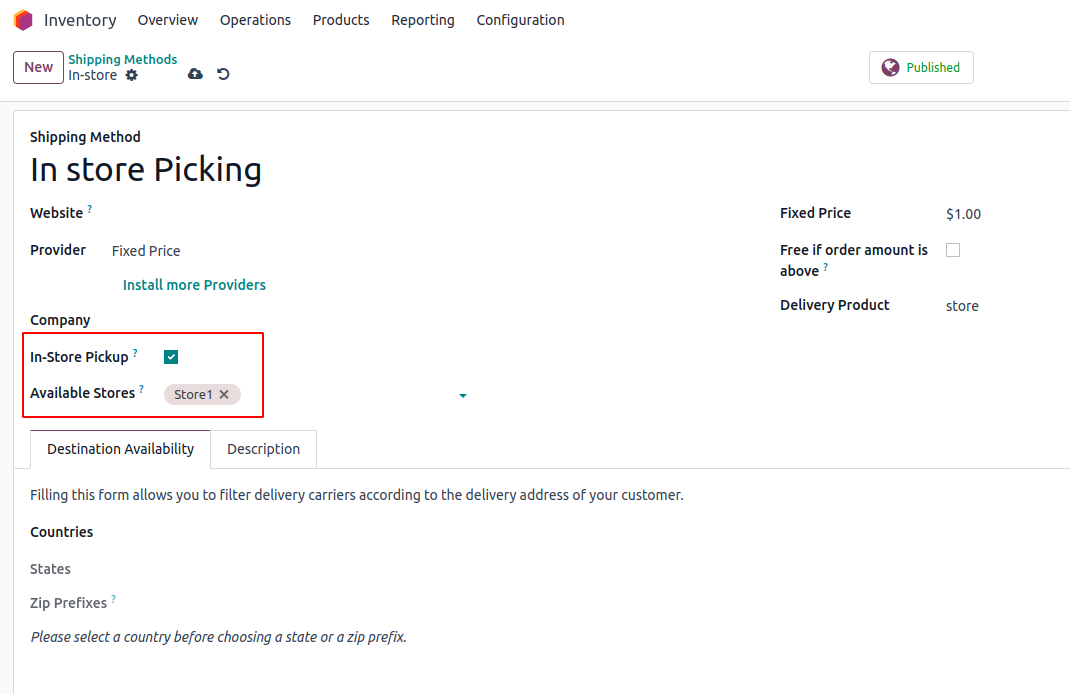 Inventory Overview Operations Products Reporting Configuration
New Shipping Methods
In-store
Published
Shipping Method
In store Picking
Website ?
Fixed Price $1.00
Provider Fixed Price
Free if order amount is
above ?
Install more Providers
Delivery Product store
Company
In-Store Pickup ?
Available Stores ? Store1 ×
Destination Availability Description
Filling this form allows you to filter delivery carriers according to the delivery address of your customer.
Countries
States
Zip Prefixes ?
Please select a country before choosing a state or a zip prefix.